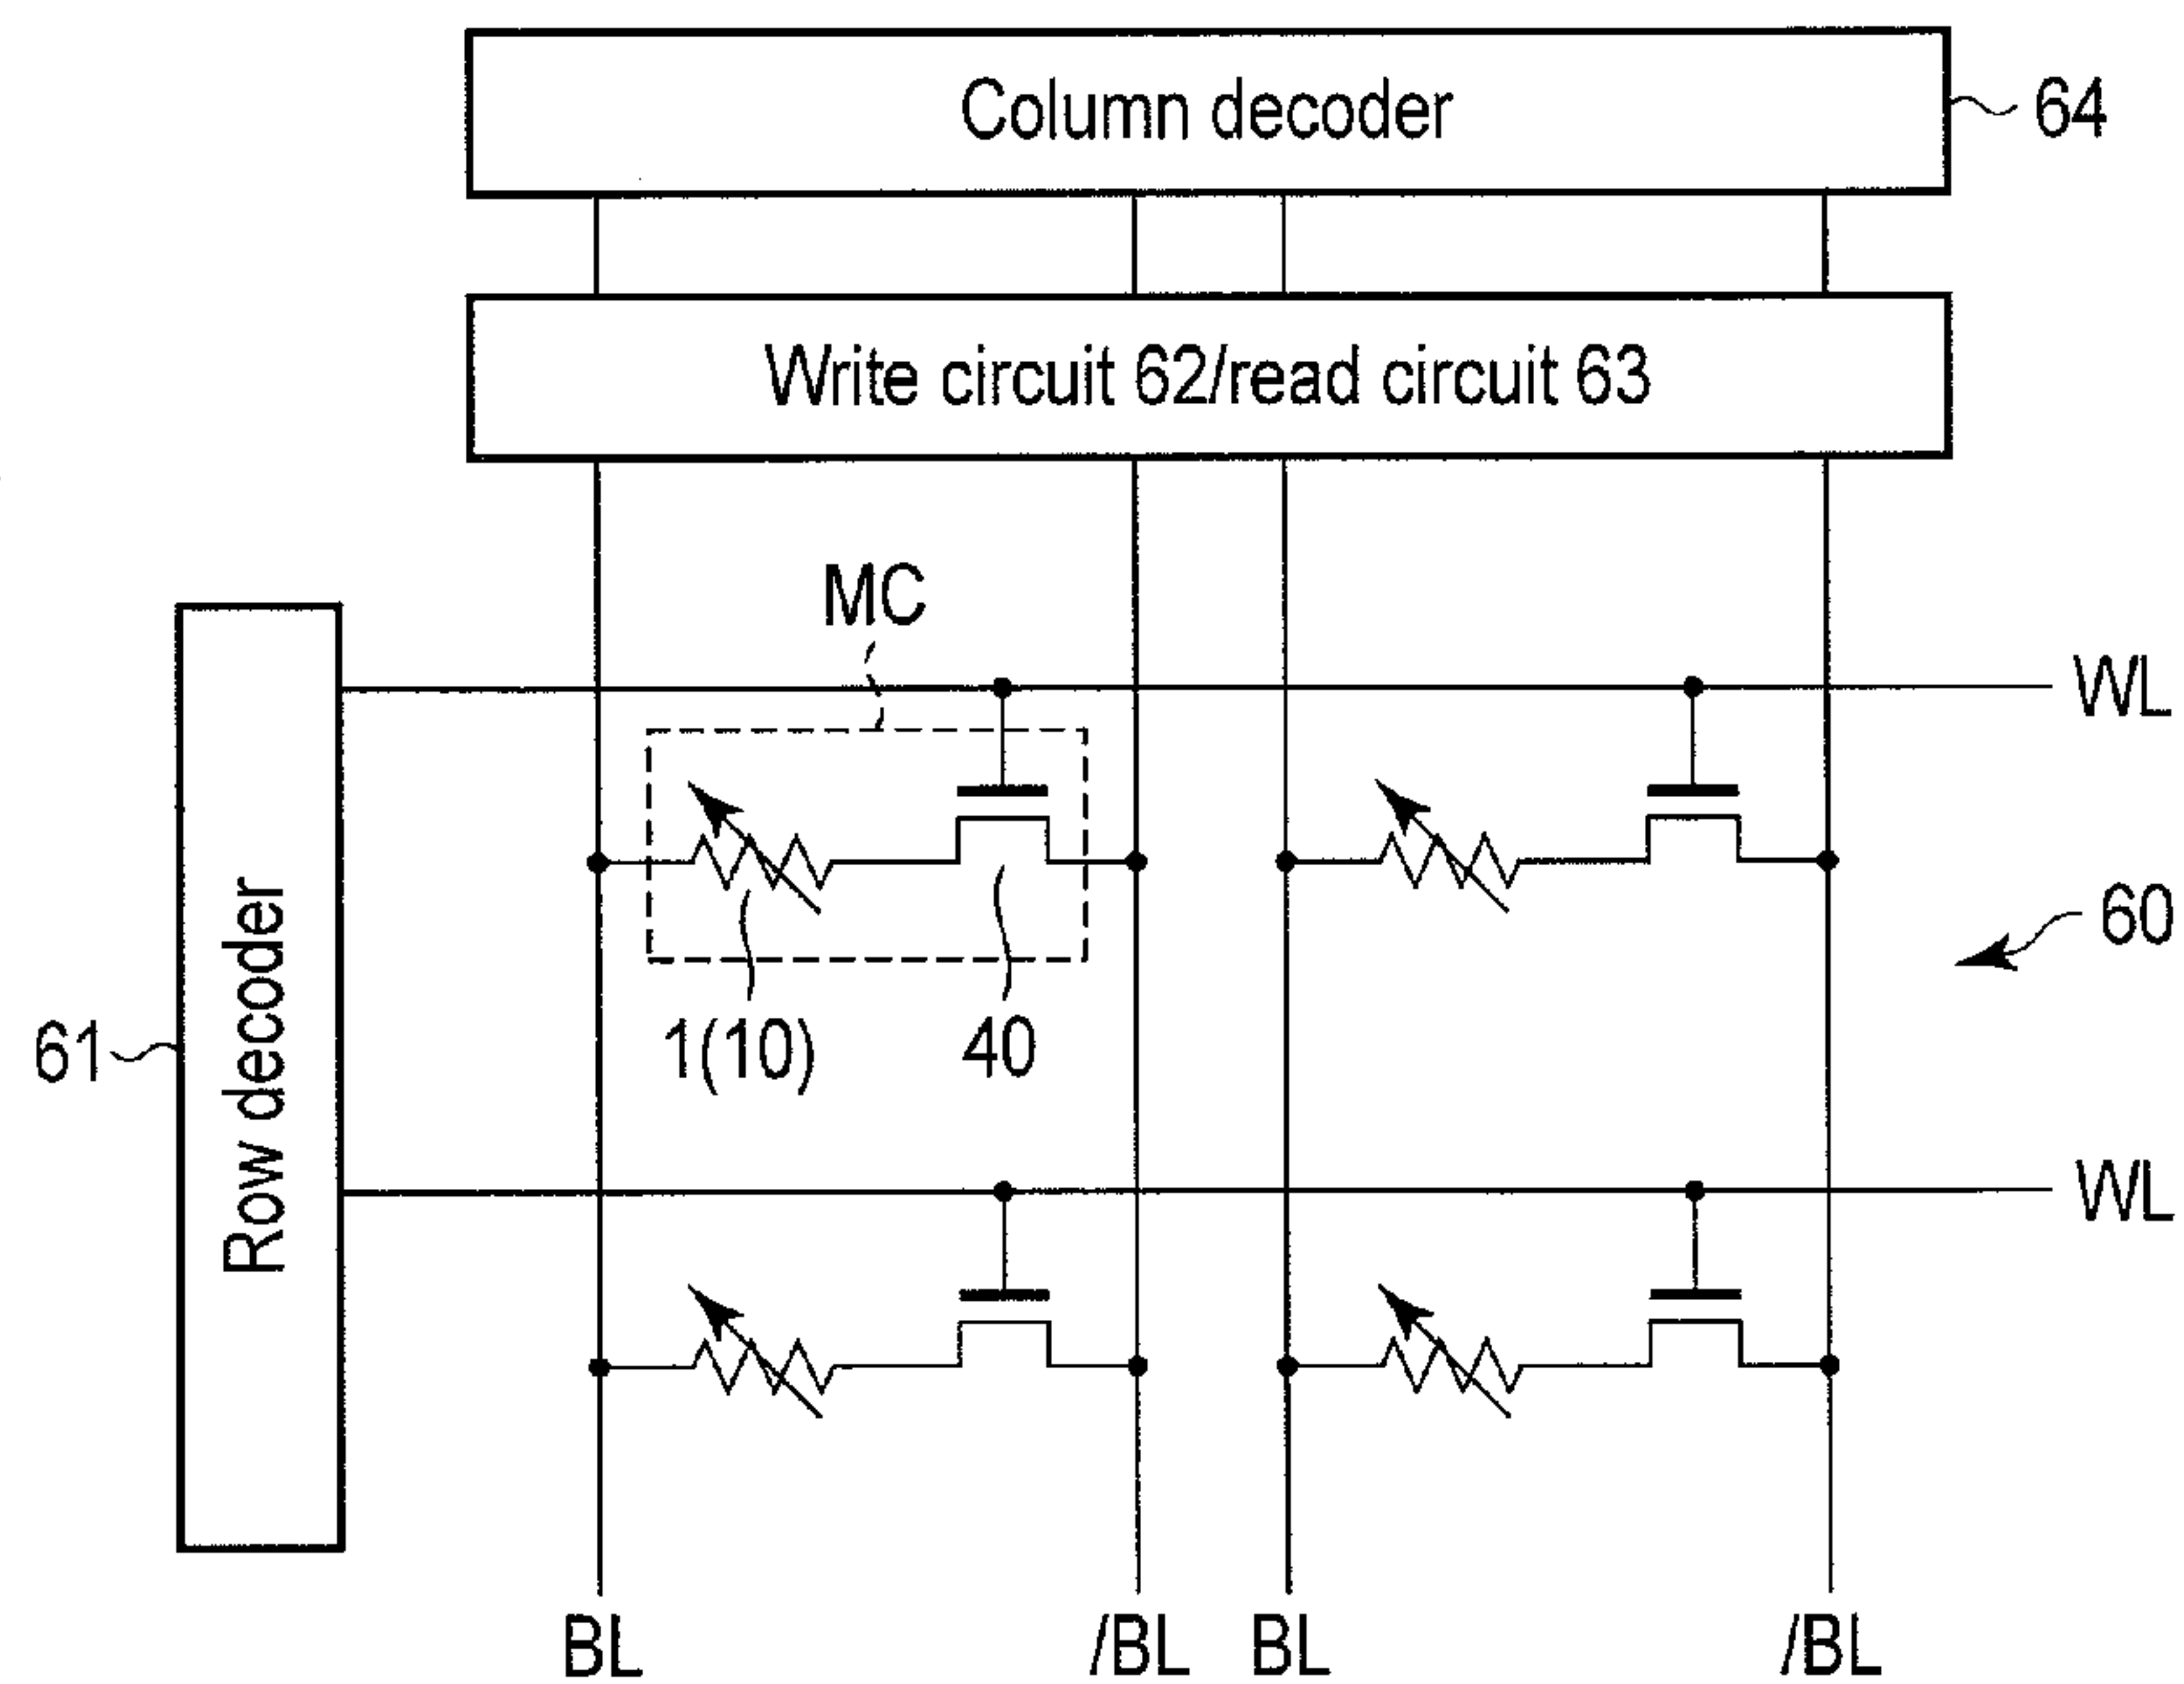 Column decoder
64
Write circuit 62/read circuit 63
MC
WL
60
1(10)
40
61
Row decoder
WL
BL
/BL
BL
/BL